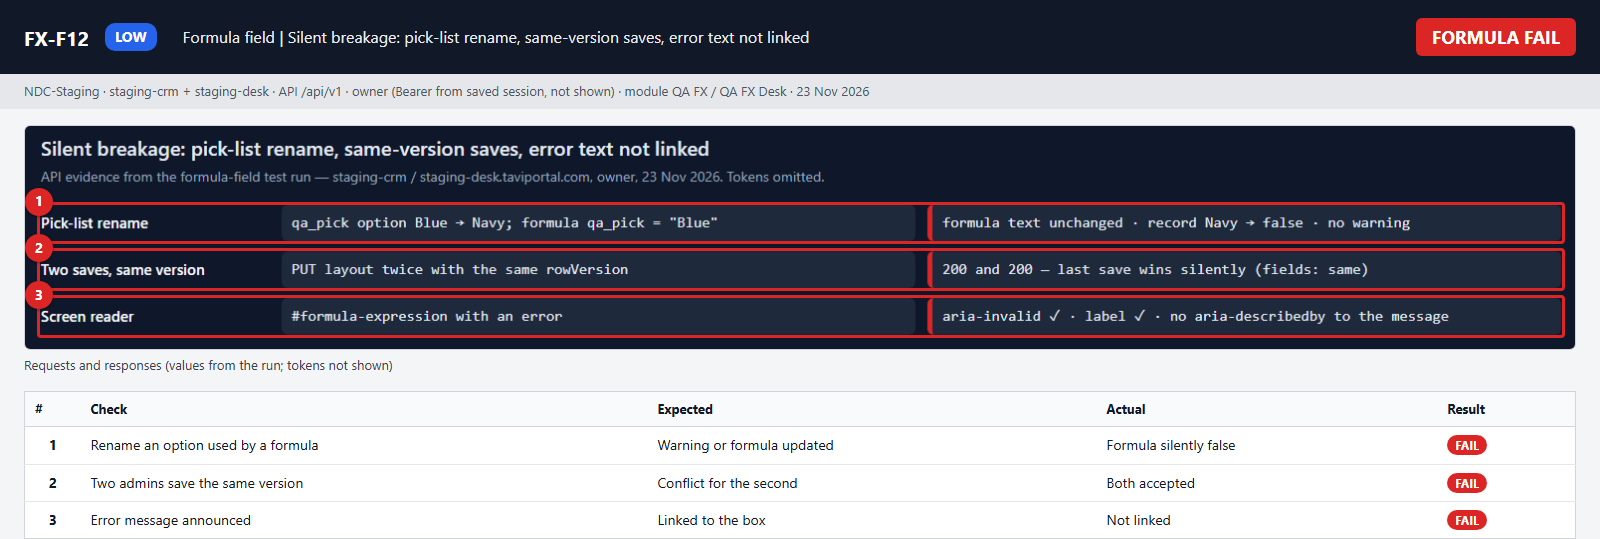 FX-F12 LOW Formula field | Silent breakage: pick-list rename, same-version saves, error text not linked FORMULA FAIL
NDC-Staging · staging-crm + staging-desk · API /api/v1 · owner (Bearer from saved session, not shown) · module QA FX / QA FX Desk · 23 Nov 2026
Silent breakage: pick-list rename, same-version saves, error text not linked
API evidence from the formula-field test run — staging-crm / staging-desk.taviportal.com, owner, 23 Nov 2026. Tokens omitted.
1
Pick-list rename qa_pick option Blue → Navy; formula qa_pick = "Blue" formula text unchanged · record Navy → false · no warning
2
Two saves, same version PUT layout twice with the same rowVersion 200 and 200 — last save wins silently (fields: same)
3
Screen reader #formula-expression with an error aria-invalid ✓ · label ✓ · no aria-describedby to the message
Requests and responses (values from the run; tokens not shown)
# Check Expected Actual Result
1 Rename an option used by a formula Warning or formula updated Formula silently false FAIL
2 Two admins save the same version Conflict for the second Both accepted FAIL
3 Error message announced Linked to the box Not linked FAIL